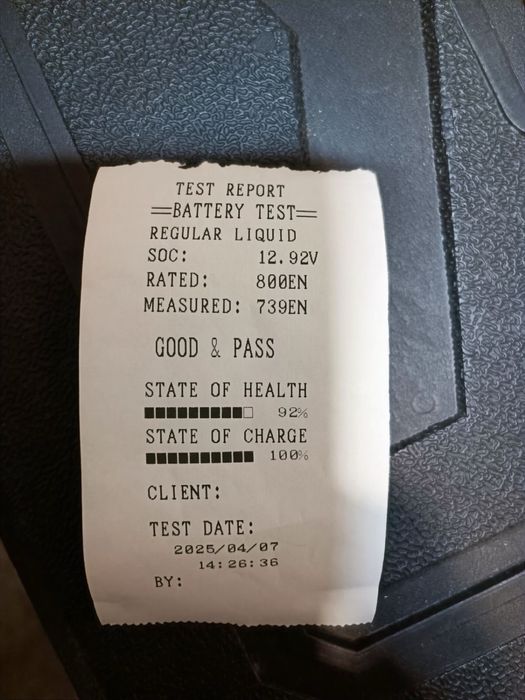 TEST REPORT
=BATTERY TEST=
REGULAR LIQUID
SOC: 12.92V
RATED: 800EN
MEASURED: 739EN
GOOD & PASS
STATE OF HEALTH
92%
STATE OF CHARGE
100%
CLIENT:
TEST DATE:
2025/04/07
14:26:36
BY: